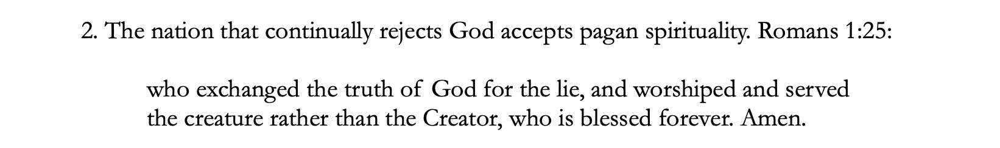 2. The nation that continually rejects God accepts pagan spirituality. Romans 1:25:
who exchanged the truth of God for the lie, and worshiped and served
the creature rather than the Creator, who is blessed forever. Amen.